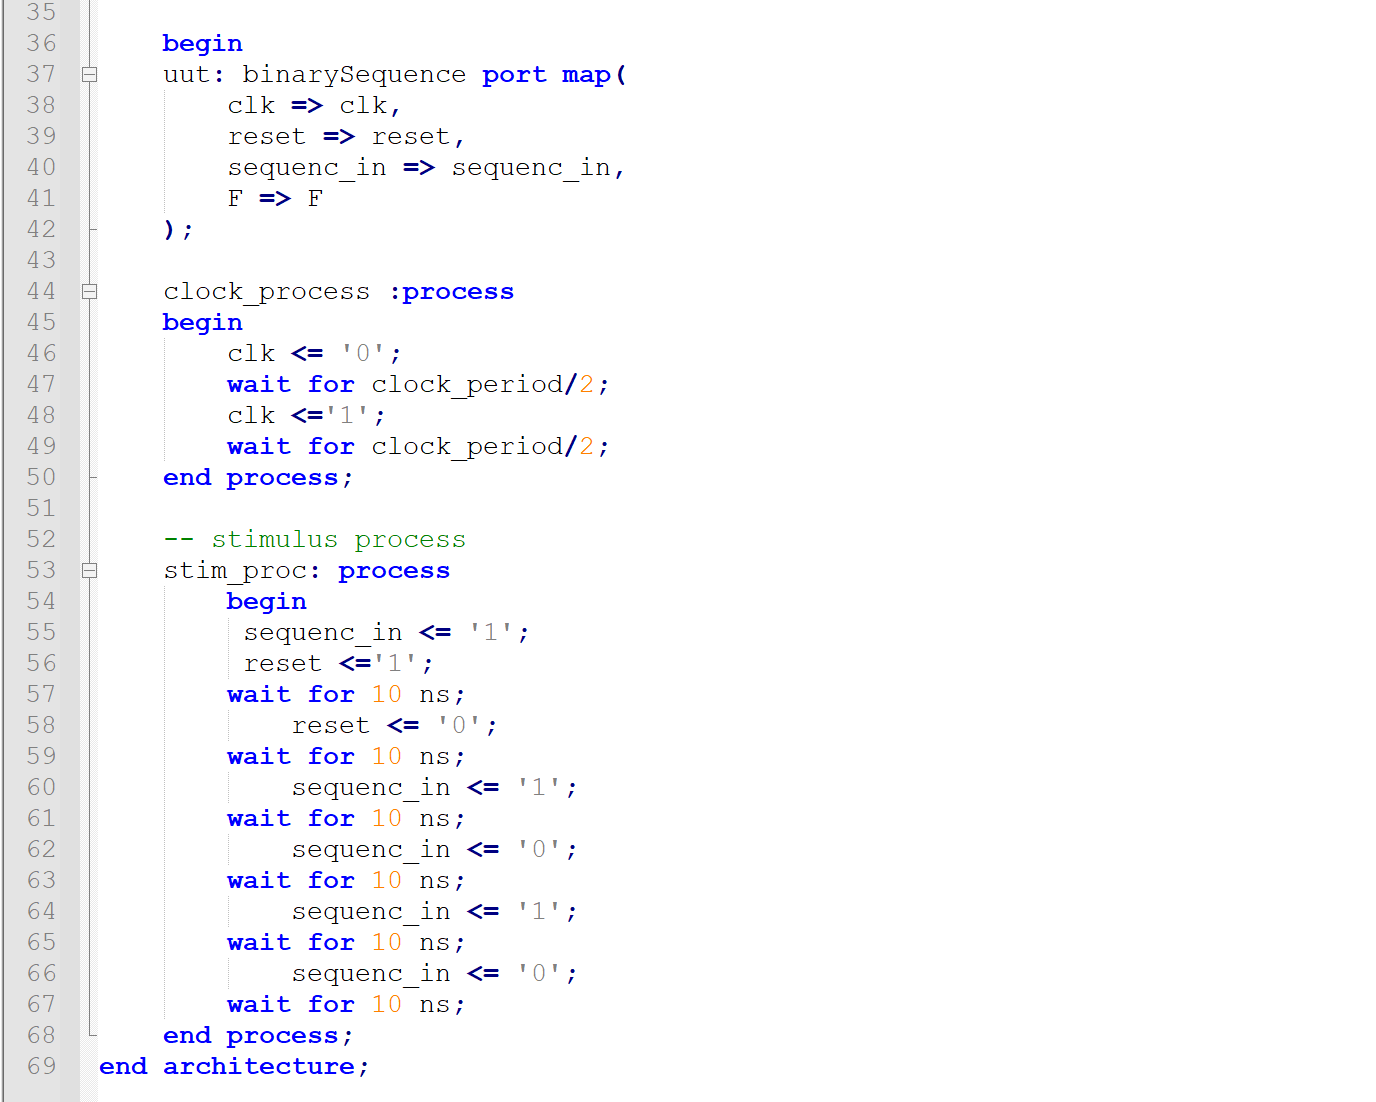 35
36 begin
37 uut: binarySequence port map(
38 clk => clk,
39 reset => reset,
40 sequenc_in => sequenc_in,
41 F => F
42 );
43
44 clock_process :process
45 begin
46 clk <= '0';
47 wait for clock_period/2;
48 clk <='1';
49 wait for clock_period/2;
50 end process;
51
52 -- stimulus process
53 stim_proc: process
54 begin
55 sequenc_in <= '1';
56 reset <='1';
57 wait for 10 ns;
58 reset <= '0';
59 wait for 10 ns;
60 sequenc_in <= '1';
61 wait for 10 ns;
62 sequenc_in <= '0';
63 wait for 10 ns;
64 sequenc_in <= '1';
65 wait for 10 ns;
66 sequenc_in <= '0';
67 wait for 10 ns;
68 end process;
69 end architecture;